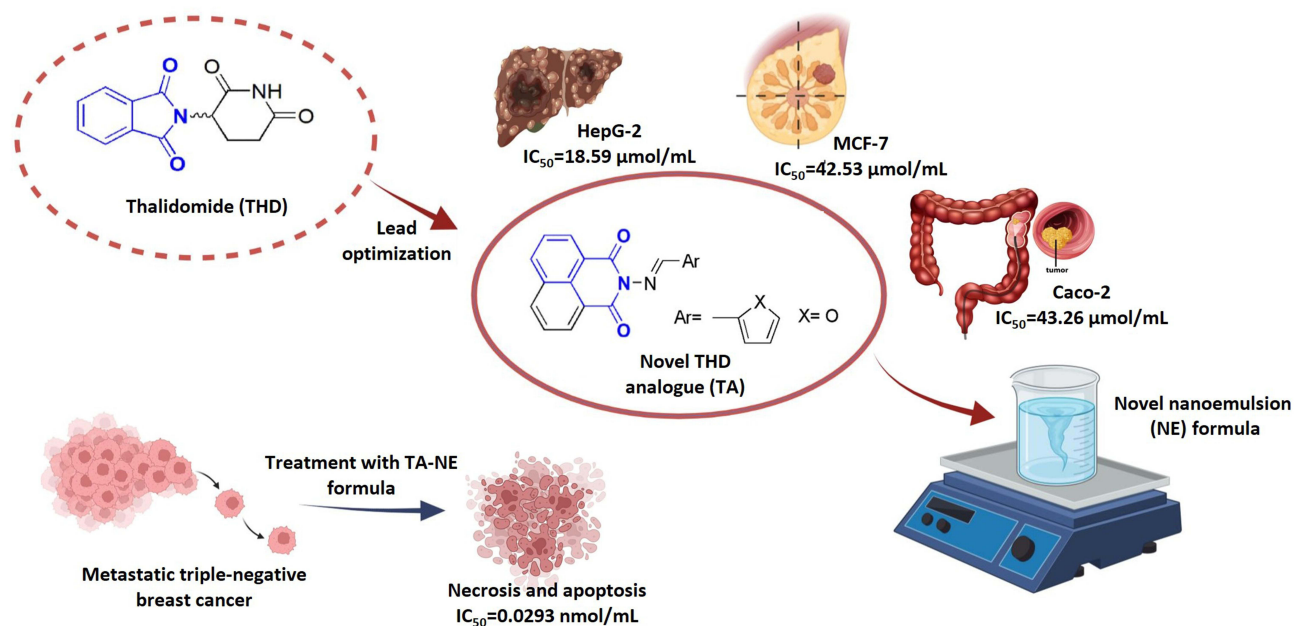 O
O
N
O
NH
O
O
Thalidomide (THD)
Lead
optimization
HepG-2
IC₅₀=18.59 μmol/mL
MCF-7
IC₅₀=42.53 μmol/mL
tumor
Caco-2
IC₅₀=43.26 μmol/mL
O
N
N
Ar
O
Ar=
X
X= O
Novel THD
analogue (TA)
Novel nanoemulsion
(NE) formula
Treatment with TA-NE
formula
Metastatic triple-negative
breast cancer
Necrosis and apoptosis
IC₅₀=0.0293 nmol/mL